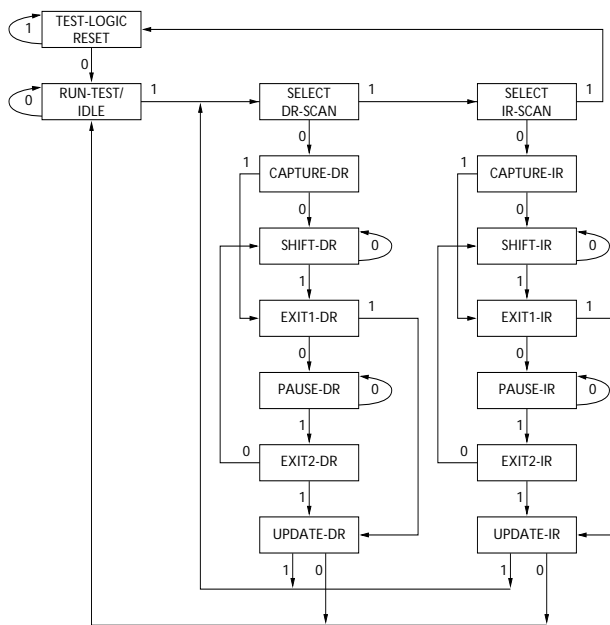 TEST-LOGIC
RESET
1
0
RUN-TEST/
IDLE
0
1
SELECT
DR-SCAN
1
SELECT
IR-SCAN
1
0
0
1
CAPTURE-DR
1
CAPTURE-IR
0
0
SHIFT-DR
0
SHIFT-IR
0
1
1
EXIT1-DR
1
EXIT1-IR
1
0
0
PAUSE-DR
0
PAUSE-IR
0
1
1
0
EXIT2-DR
0
EXIT2-IR
1
1
UPDATE-DR
UPDATE-IR
1
0
1
0